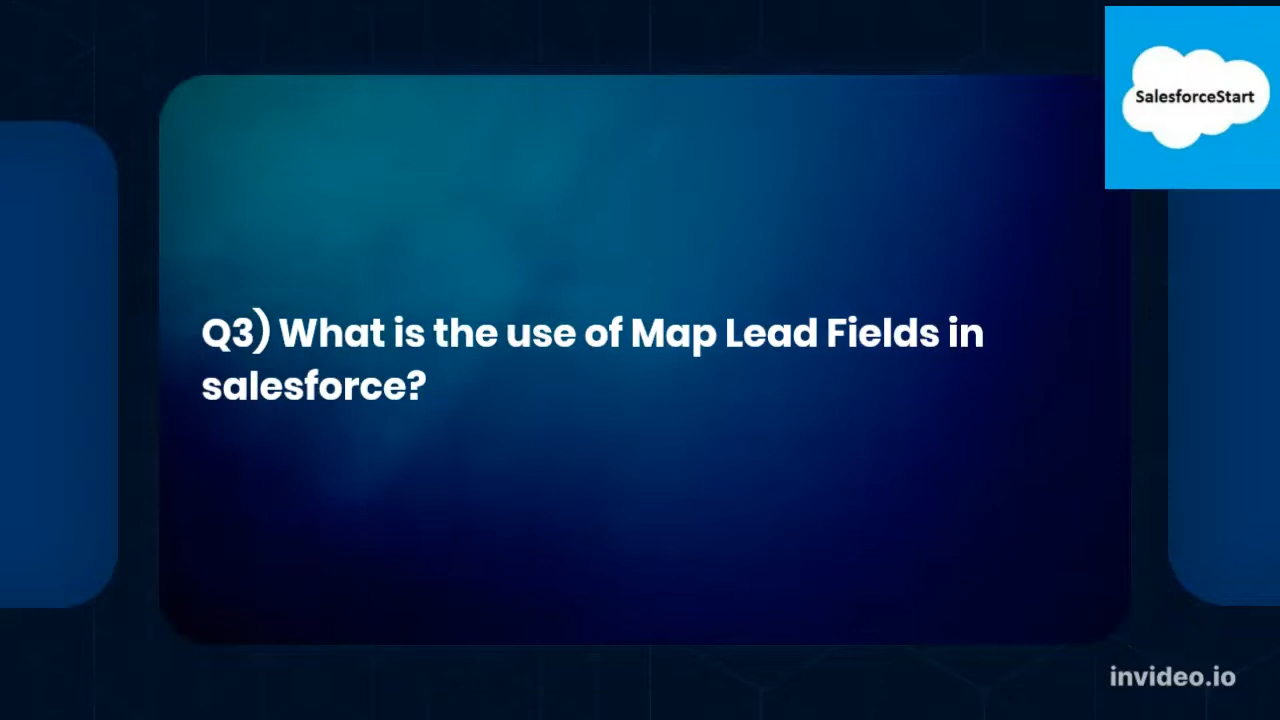 SalesforceStart
Q3) What is the use of Map Lead Fields in
salesforce?
invideo.io